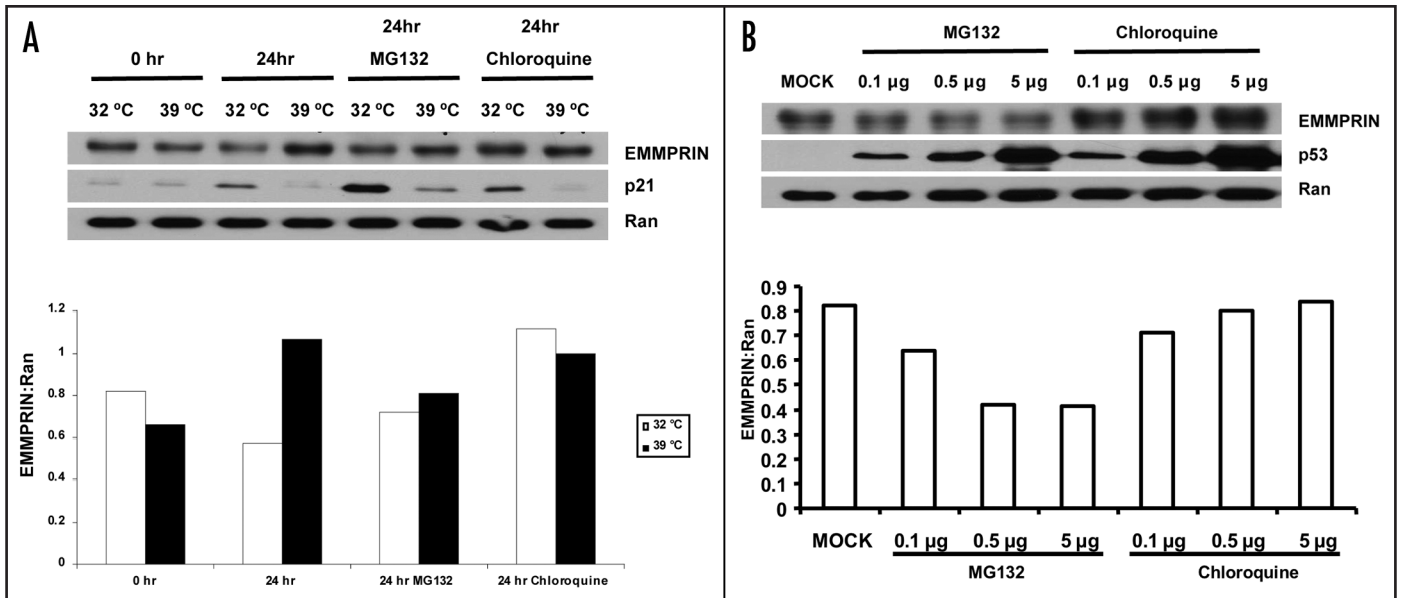 A
24hr 24hr
0 hr 24hr MG132 Chloroquine
32 ºC 39 ºC 32 ºC 39 ºC 32 ºC 39 ºC 32 ºC 39 ºC
EMMPRIN
p21
Ran
EMMPRIN:Ran
1.2
1
0.8
0.6
0.4
0.2
0
0 hr 24 hr 24 hr MG132 24 hr Chloroquine
32 ºC
39 ºC
B
MG132 Chloroquine
MOCK 0.1 µg 0.5 µg 5 µg 0.1 µg 0.5 µg 5 µg
EMMPRIN
p53
Ran
EMMPRIN:Ran
0.9
0.8
0.7
0.6
0.5
0.4
0.3
0.2
0.1
0
MOCK 0.1 µg 0.5 µg 5 µg 0.1 µg 0.5 µg 5 µg
MG132 Chloroquine